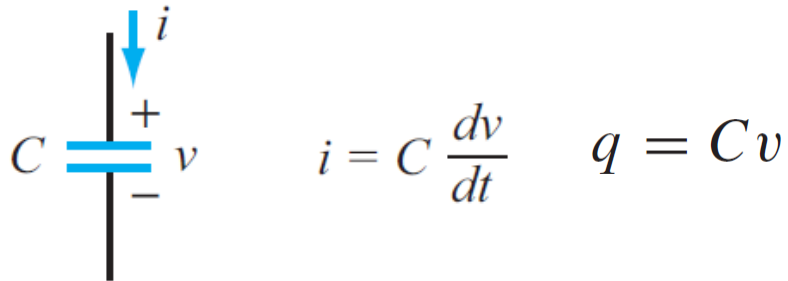 i
+
C v
−
i = C dv/dt
q = Cv